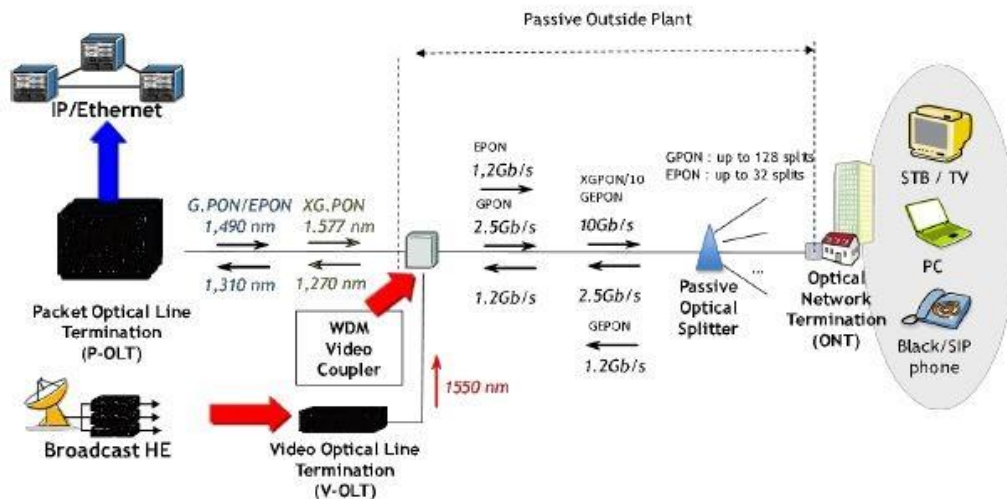 Passive Outside Plant
IP/Ethernet
EPON
1,2Gb/s
GPON
2.5Gb/s
1.2Gb/s
XGPON/10
GEPON
10Gb/s
2.5Gb/s
GEPON
1.2Gb/s
GPON : up to 128 splits
EPON : up to 32 splits
G.PON/EPON
1,490 nm
1,310 nm
XG.PON
1.577 nm
1,270 nm
Packet Optical Line
Termination
(P-OLT)
WDM
Video
Coupler
1550 nm
Passive
Optical
Splitter
...
Optical
Network
Termination
(ONT)
STB / TV
PC
Black/SIP
phone
Broadcast HE
Video Optical Line
Termination
(V-OLT)